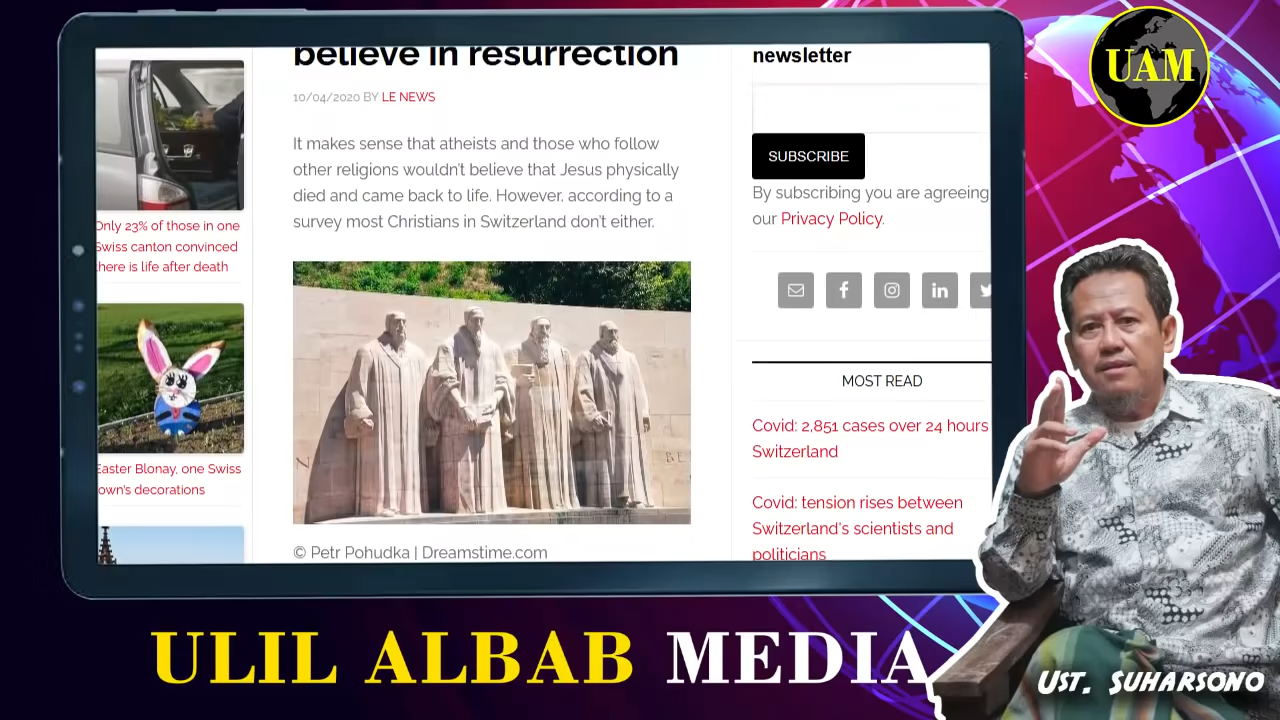 believe in resurrection
10/04/2020 BY LE NEWS
It makes sense that atheists and those who follow
other religions wouldn't believe that Jesus physically
died and came back to life. However, according to a
survey most Christians in Switzerland don't either.
© Petr Pohudka | Dreamstime.com
Only 23% of those in one
Swiss canton convinced
there is life after death
Easter Blonay, one Swiss
town's decorations
newsletter
SUBSCRIBE
By subscribing you are agreeing
our Privacy Policy.
MOST READ
Covid: 2,851 cases over 24 hours
Switzerland
Covid: tension rises between
Switzerland's scientists and
politicians
UAM
ULIL ALBAB MEDIA
UST. SUHARSONO